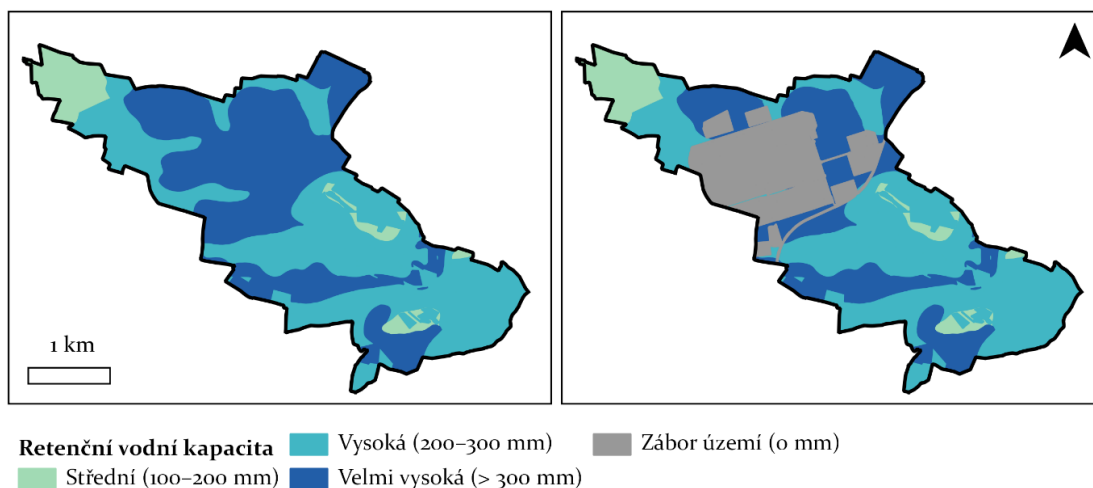 1 km
Retenční vodní kapacita
Střední (100–200 mm)
Vysoká (200–300 mm)
Velmi vysoká (> 300 mm)
Zábor území (0 mm)